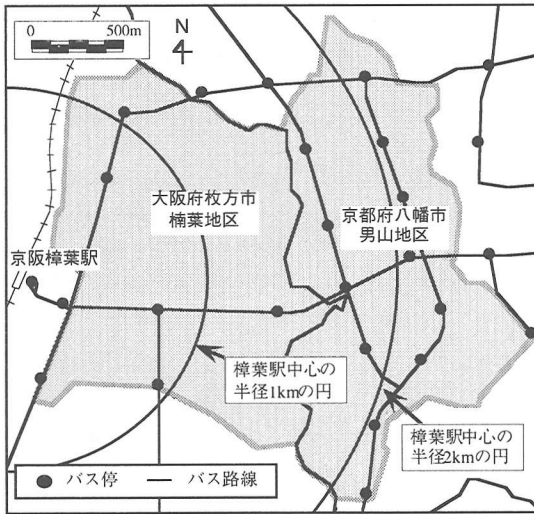 0 500m
N
4
大阪府枚方市
楠葉地区
京都府八幡市
男山地区
京阪樟葉駅
樟葉駅中心の
半径1kmの円
樟葉駅中心の
半径2kmの円
バス停 バス路線